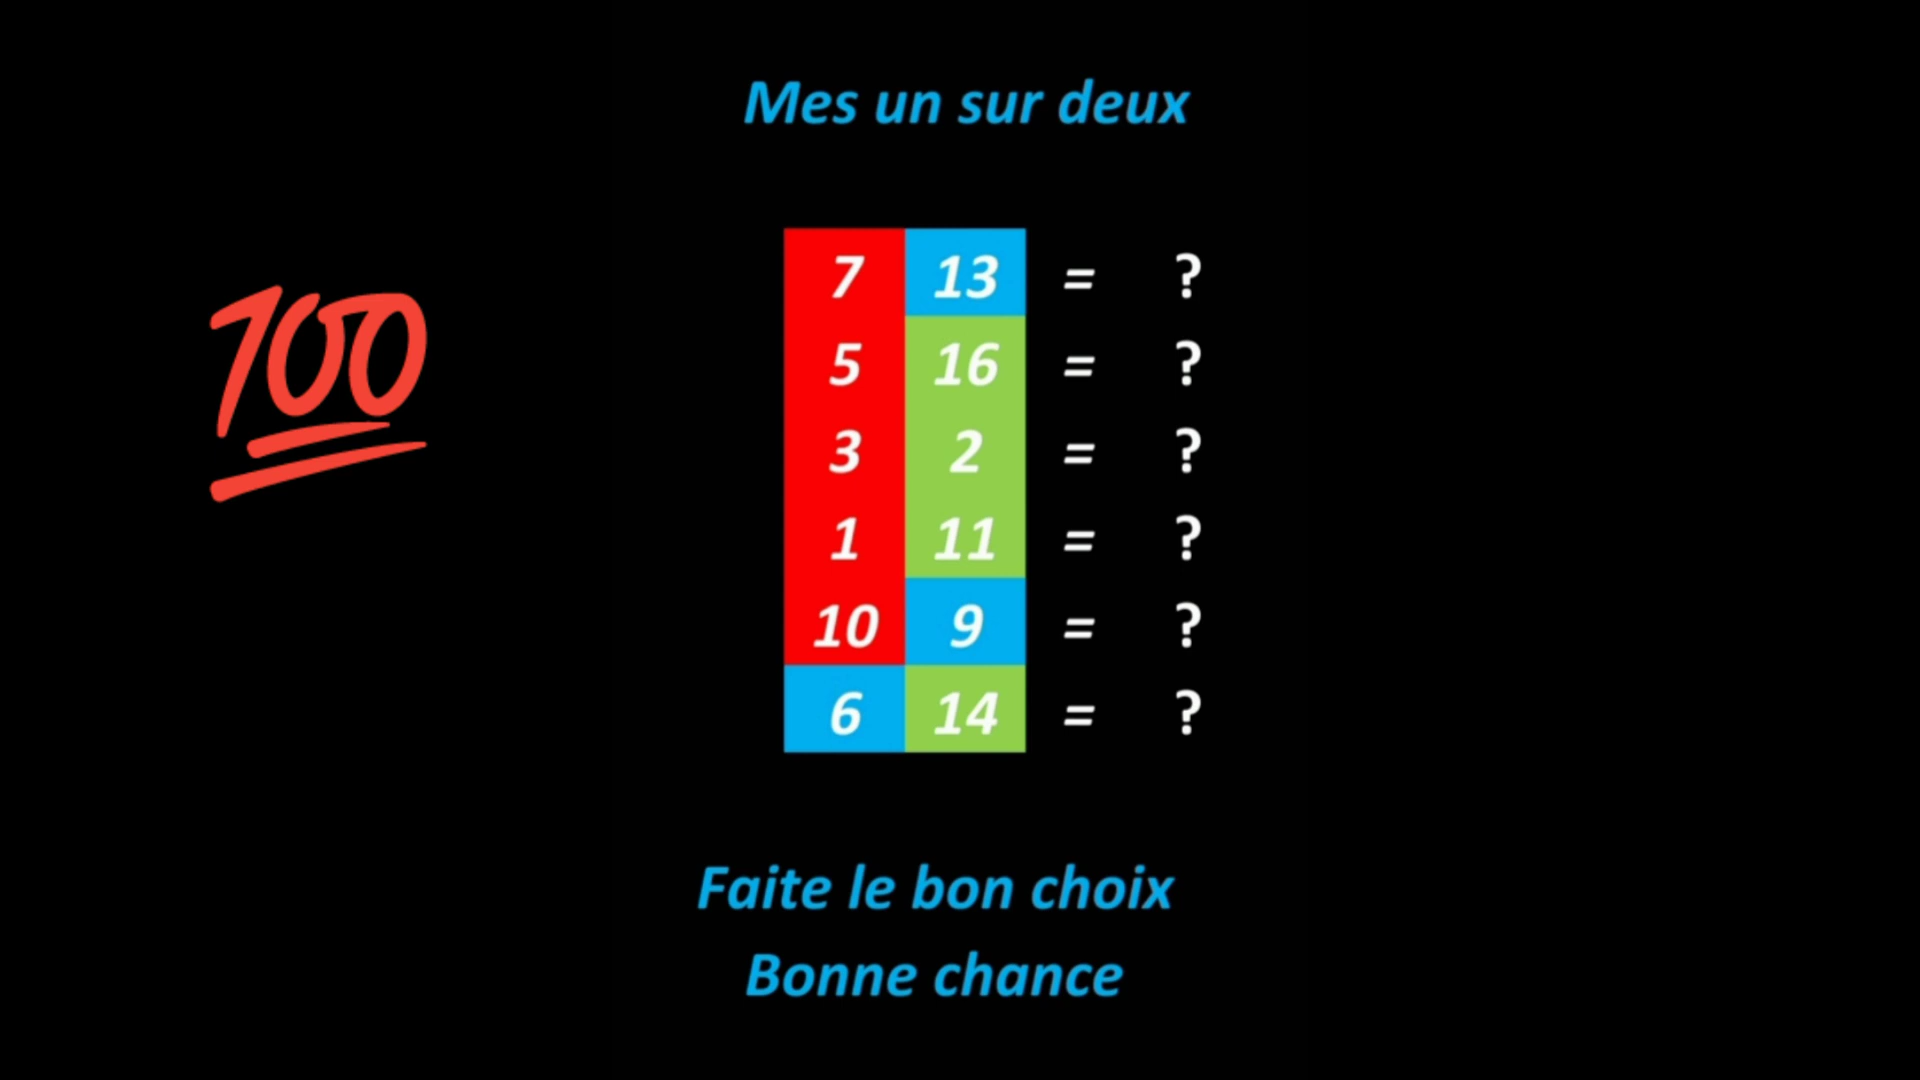 Mes un sur deux
100
7 13 = ?
5 16 = ?
3 2 = ?
1 11 = ?
10 9 = ?
6 14 = ?
Faite le bon choix
Bonne chance